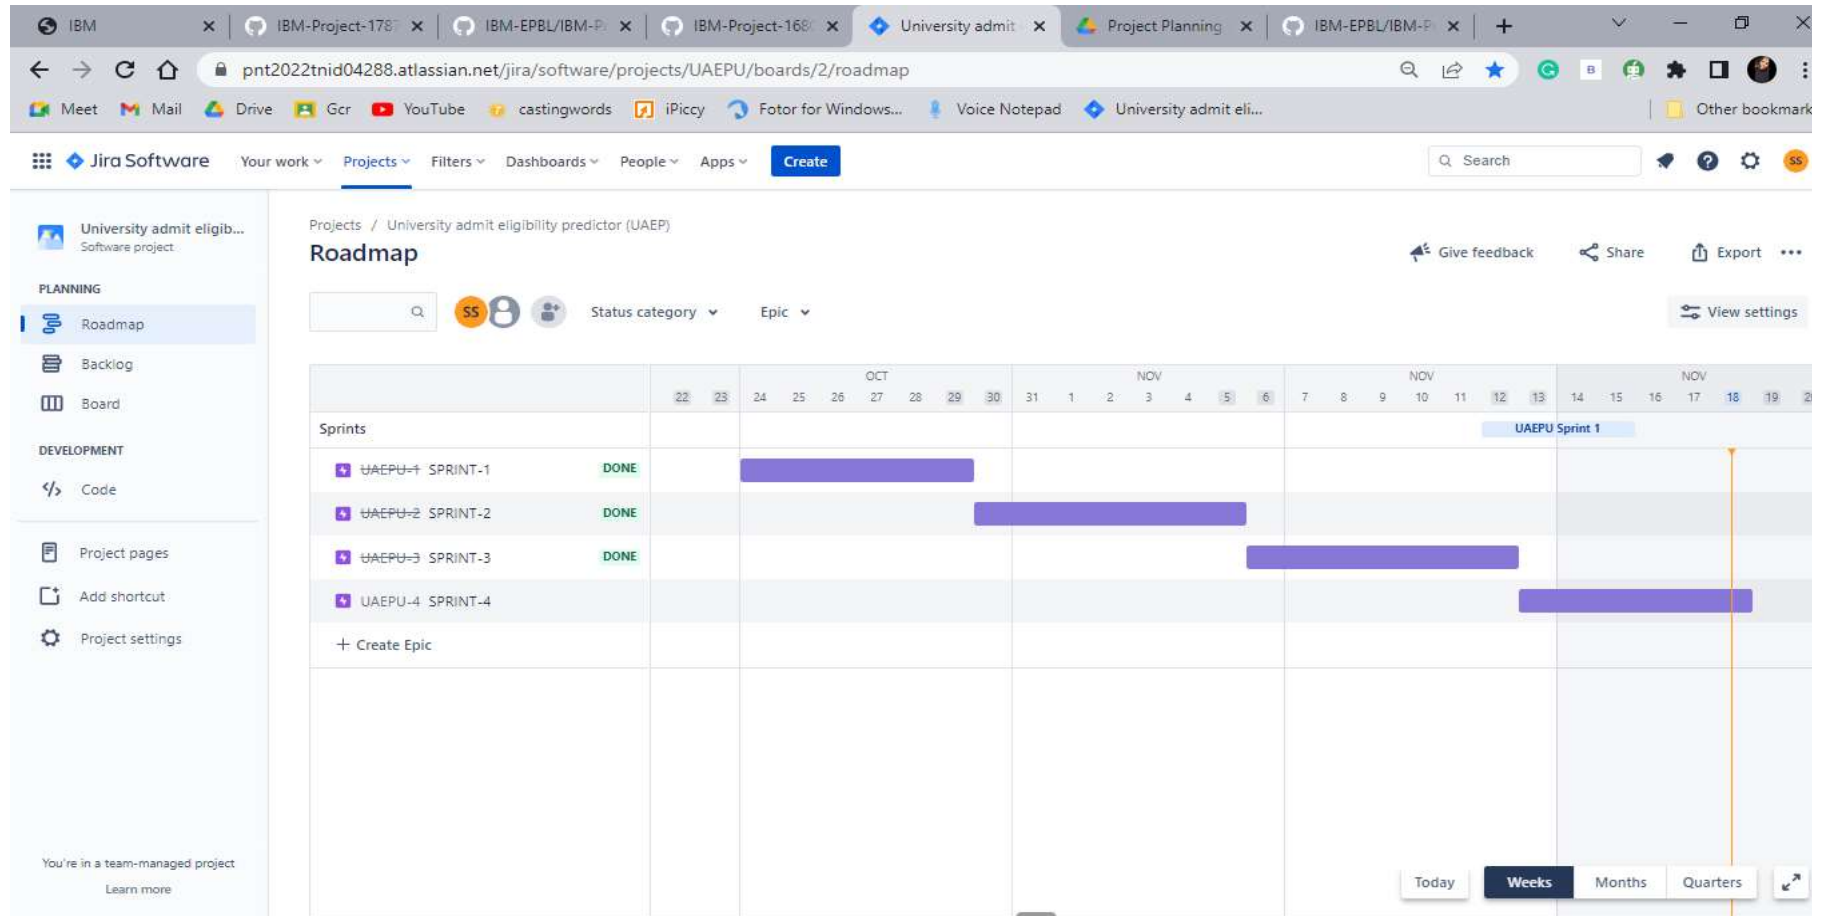 IBM
IBM-Project-178
IBM-EPBL/IBM-P
IBM-Project-168
University admit
Project Planning
IBM-EPBL/IBM-P
pnt2022tnid04288.atlassian.net/jira/software/projects/UAEPU/boards/2/roadmap
Meet Mail Drive Gcr YouTube castingwords iPiccy Fotor for Windows... Voice Notepad University admit eli... Other bookmark
Jira Software Your work Projects Filters Dashboards People Apps Create Search SS
University admit eligib...
Software project
PLANNING
Roadmap
Backlog
Board
DEVELOPMENT
Code
Project pages
Add shortcut
Project settings
You're in a team-managed project
Learn more
Projects / University admit eligibility predictor (UAEP)
Roadmap
Give feedback Share Export
SS Status category Epic View settings
OCT NOV NOV NOV
22 23 24 25 26 27 28 29 30 31 1 2 3 4 5 6 7 8 9 10 11 12 13 14 15 16 17 18 19
Sprints UAEPU Sprint 1
UAEPU-1 SPRINT-1 DONE
UAEPU-2 SPRINT-2 DONE
UAEPU-3 SPRINT-3 DONE
UAEPU-4 SPRINT-4
+ Create Epic
Today Weeks Months Quarters